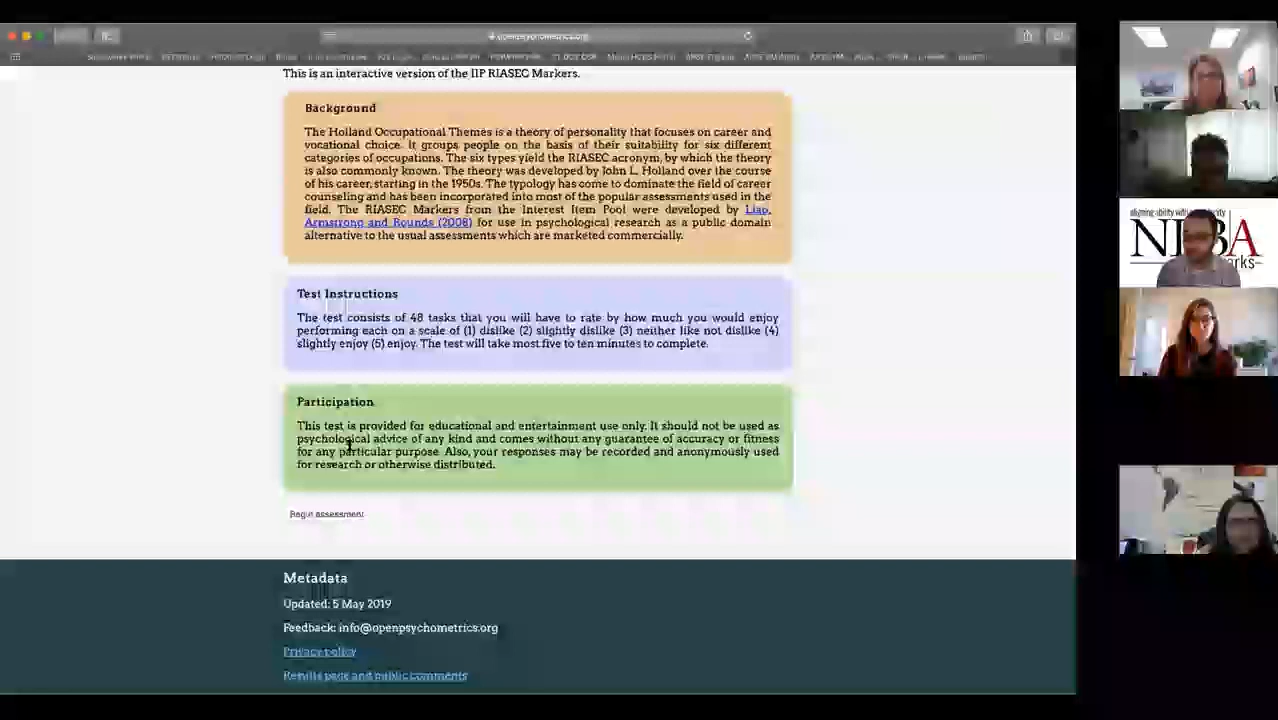 openpsychometrics.org
This is an interactive version of the IIP RIASEC Markers.
Background
The Holland Occupational Themes is a theory of personality that focuses on career and
vocational choice. It groups people on the basis of their suitability for six different
categories of occupations. The six types yield the RIASEC acronym, by which the theory
is also commonly known. The theory was developed by John L. Holland over the course
of his career, starting in the 1950s. The typology has come to dominate the field of career
counseling and has been incorporated into most of the popular assessments used in the
field. The RIASEC Markers from the Interest Item Pool were developed by Liao,
Armstrong and Rounds (2008) for use in psychological research as a public domain
alternative to the usual assessments which are marketed commercially.
Test Instructions
The test consists of 48 tasks that you will have to rate by how much you would enjoy
performing each on a scale of (1) dislike (2) slightly dislike (3) neither like not dislike (4)
slightly enjoy (5) enjoy. The test will take most five to ten minutes to complete.
Participation
This test is provided for educational and entertainment use only. It should not be used as
psychological advice of any kind and comes without any guarantee of accuracy or fitness
for any particular purpose. Also, your responses may be recorded and anonymously used
for research or otherwise distributed.
Begin assessment
Metadata
Updated: 5 May 2019
Feedback: info@openpsychometrics.org
Privacy policy
Results page and public comments
aligning ability with